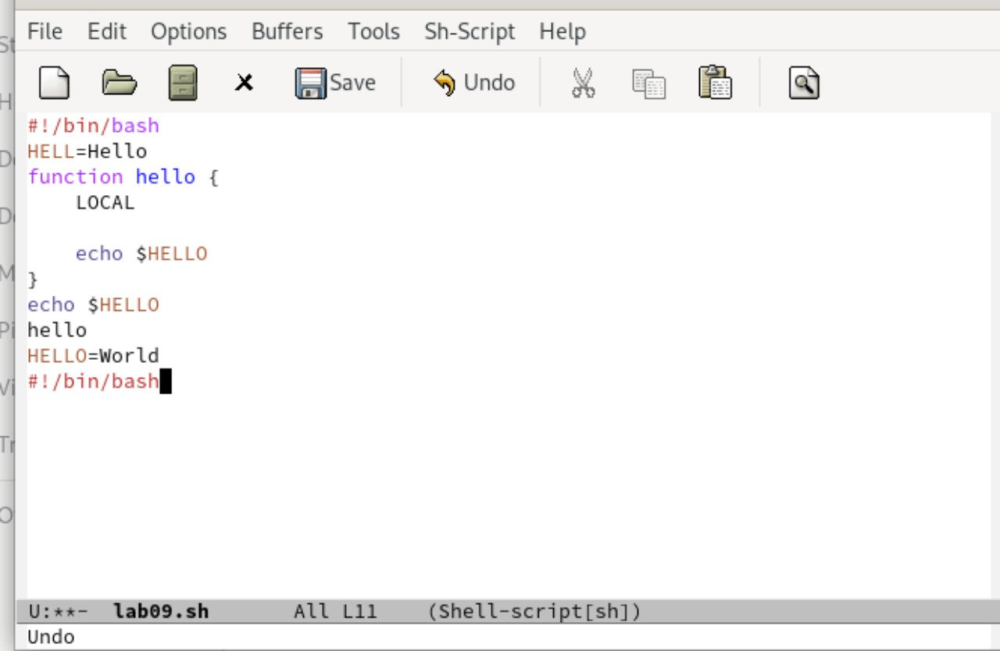 File Edit Options Buffers Tools Sh-Script Help
Save Undo
#!/bin/bash
HELL=Hello
function hello {
    LOCAL
    echo $HELLO
}
echo $HELLO
hello
HELLO=World
#!/bin/bash
U:**- lab09.sh All L11 (Shell-script[sh])
Undo